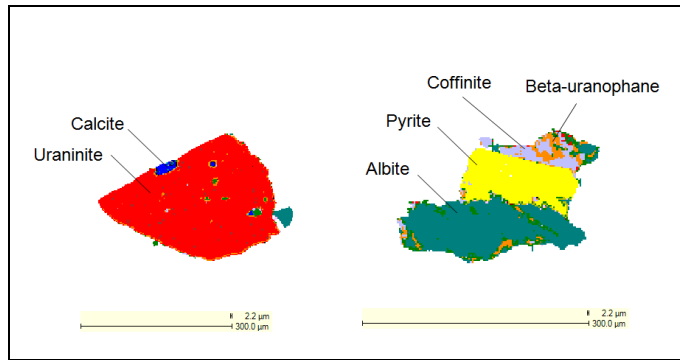 Calcite
Uraninite
Coffinite
Beta-uranophane
Pyrite
Albite
2.2 µm
300.0 µm
2.2 µm
300.0 µm